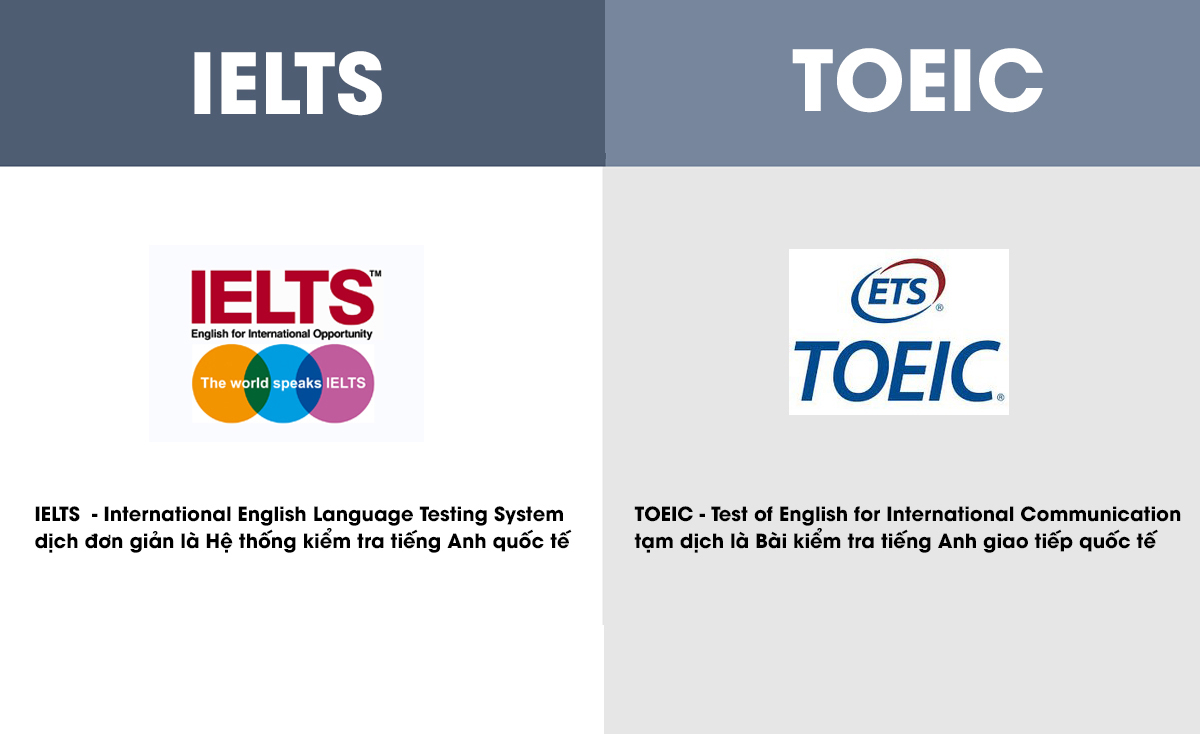 IELTS
TOEIC
IELTS™
English for International Opportunity
The world speaks IELTS
ETS®
TOEIC®
IELTS - International English Language Testing System
dịch đơn giản là Hệ thống kiểm tra tiếng Anh quốc tế
TOEIC - Test of English for International Communication
tạm dịch là Bài kiểm tra tiếng Anh giao tiếp quốc tế